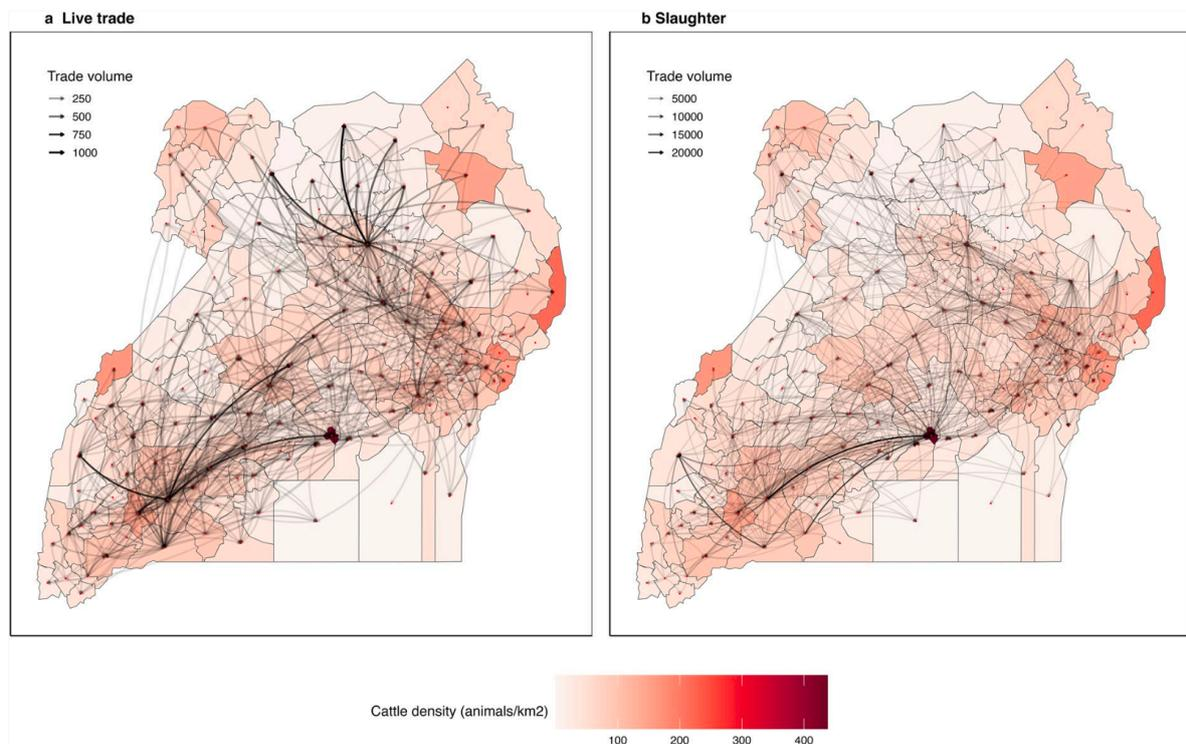 a Live trade
Trade volume
250
500
750
1000
b Slaughter
Trade volume
5000
10000
15000
20000
Cattle density (animals/km2)
100 200 300 400